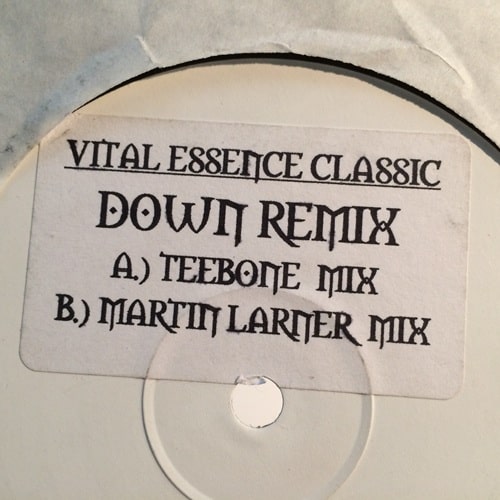 VITAL ESSENCE CLASSIC
DOWN REMIX
A.) TEEBONE MIX
B.) MARTIN LARNER MIX